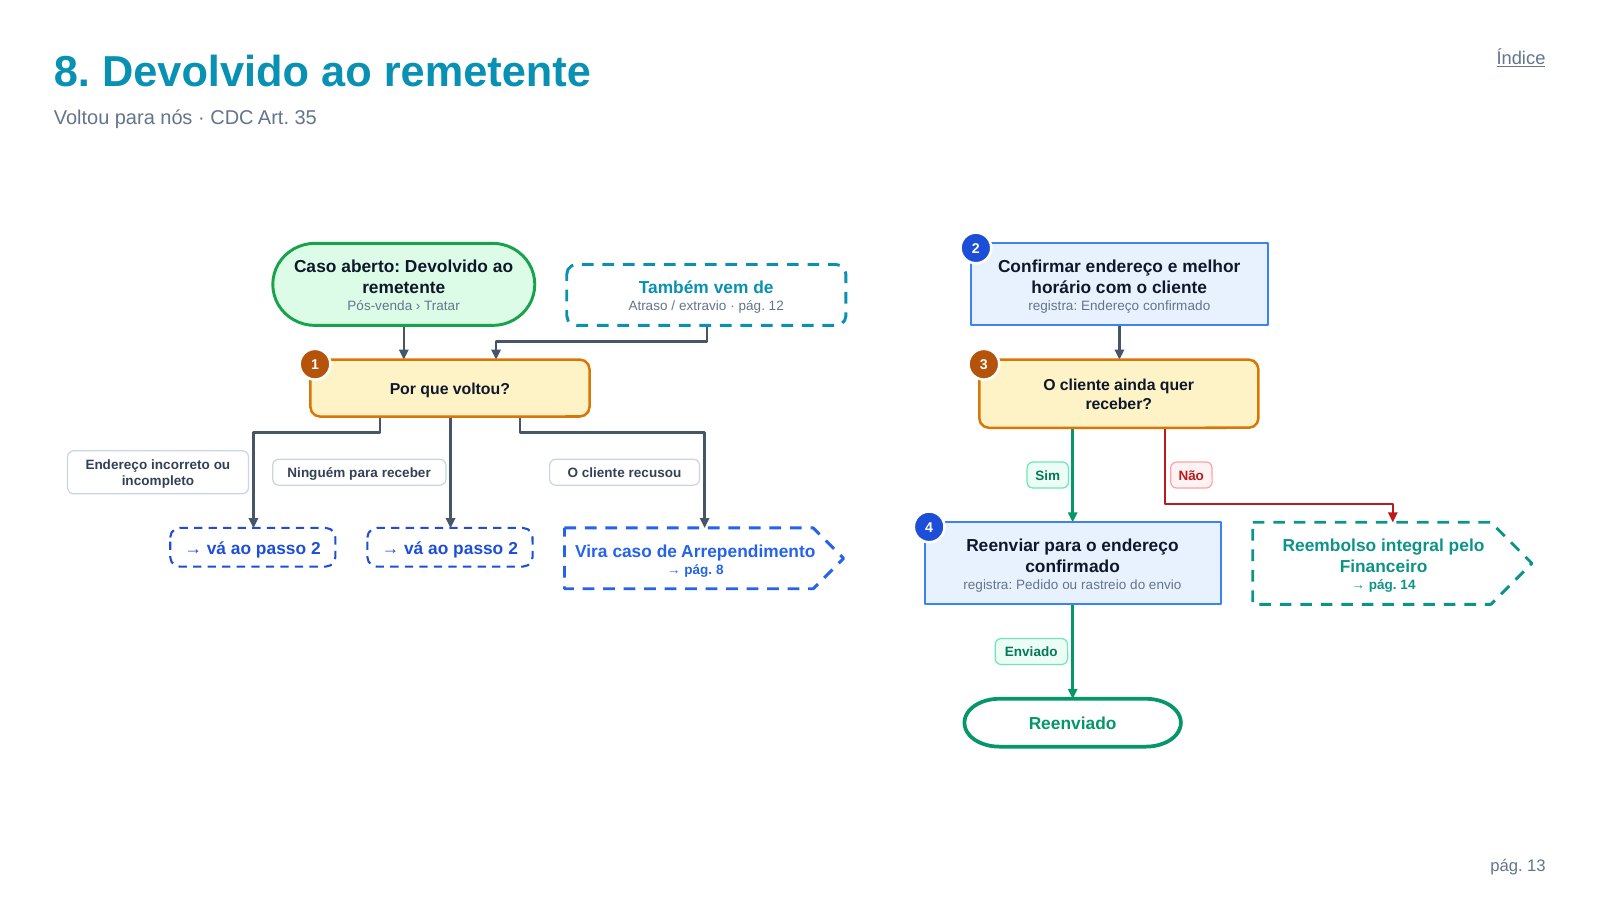 8. Devolvido ao remetente
Índice
Voltou para nós · CDC Art. 35
Caso aberto: Devolvido ao
remetente
Pós-venda › Tratar
Também vem de
Atraso / extravio · pág. 12
1
Por que voltou?
Endereço incorreto ou
incompleto
Ninguém para receber
O cliente recusou
→ vá ao passo 2
→ vá ao passo 2
Vira caso de Arrependimento
→ pág. 8
2
Confirmar endereço e melhor
horário com o cliente
registra: Endereço confirmado
3
O cliente ainda quer
receber?
Sim
Não
4
Reenviar para o endereço
confirmado
registra: Pedido ou rastreio do envio
Reembolso integral pelo
Financeiro
→ pág. 14
Enviado
Reenviado
pág. 13